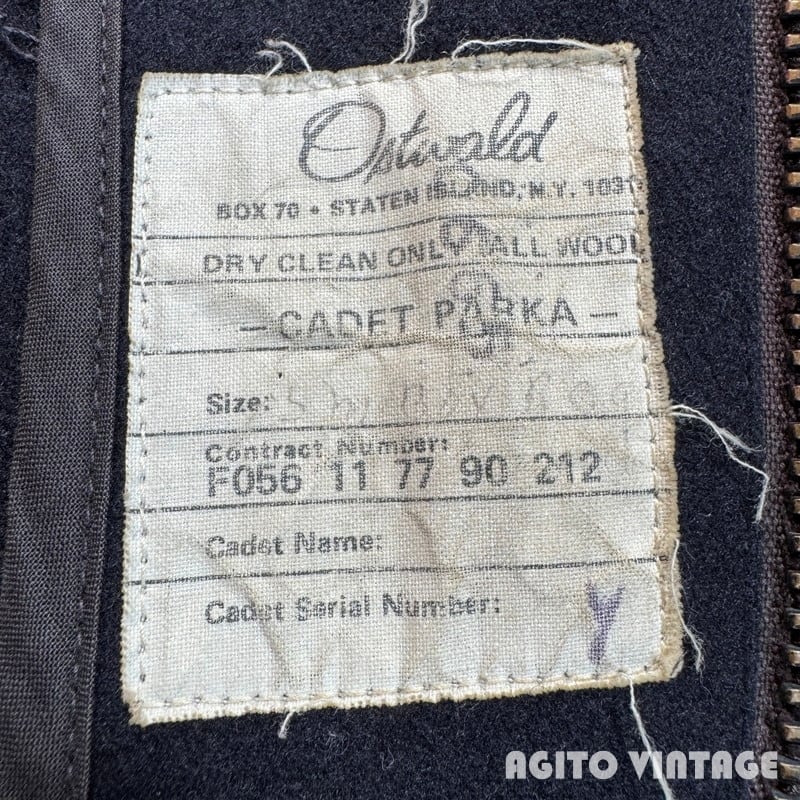 Ostwald
BOX 70 • STATEN ISLAND, N.Y. 1031
DRY CLEAN ONLY ALL WOOL
— CADET PARKA —
Size:
Contract Number:
F056 11 77 90 212
Cadet Name:
Cadet Serial Number: Y
AGITO VINTAGE